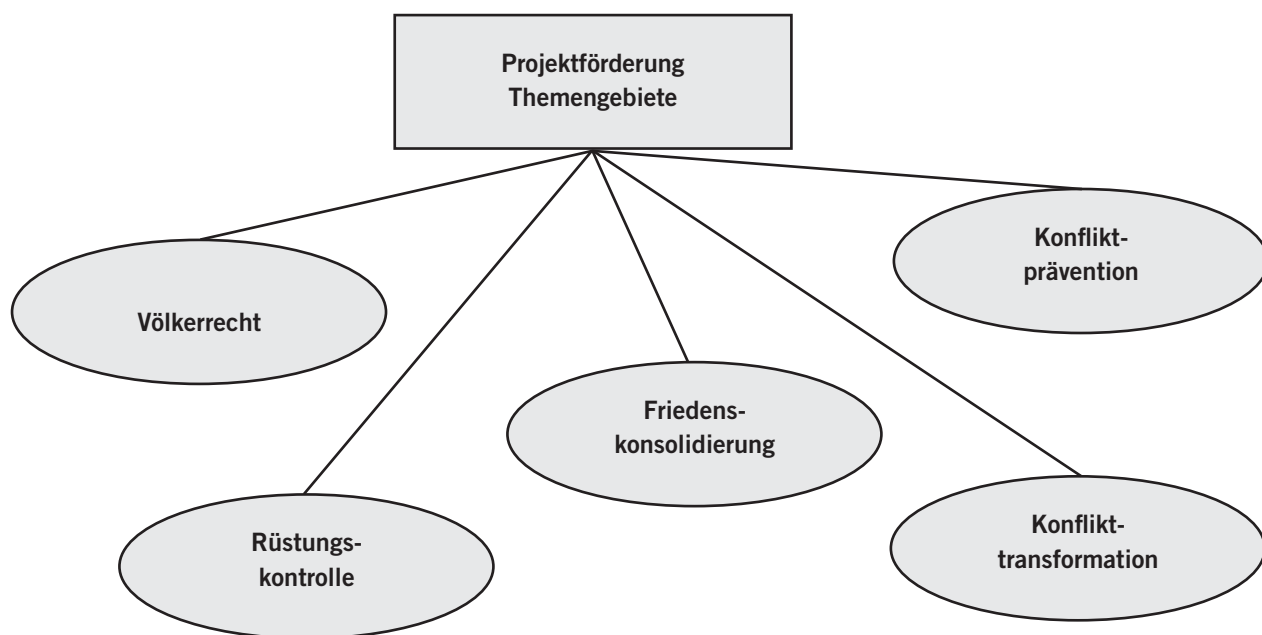 Projektförderung
Themengebiete
Konflikt-
prävention
Völkerrecht
Friedens-
konsolidierung
Rüstungs-
kontrolle
Konflikt-
transformation